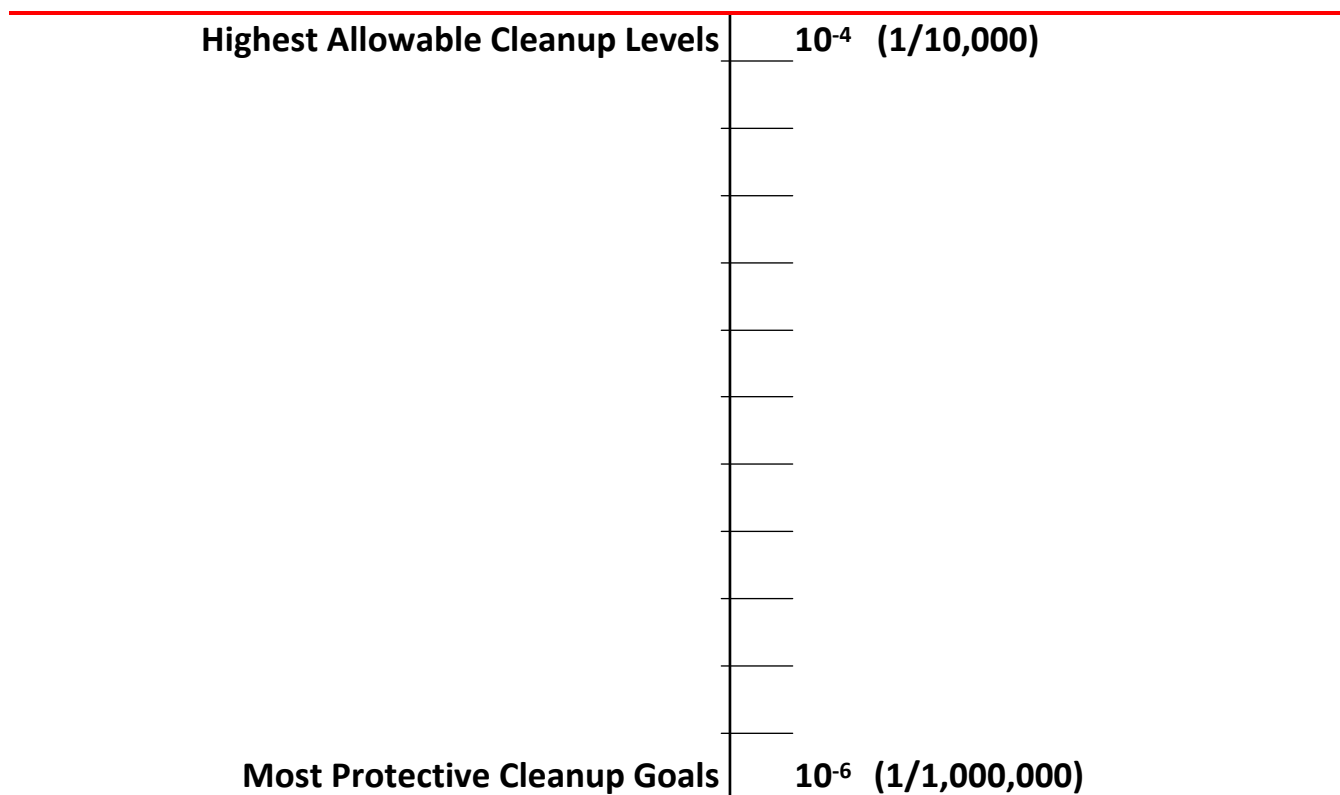 Highest Allowable Cleanup Levels 10⁻⁴ (1/10,000)
Most Protective Cleanup Goals 10⁻⁶ (1/1,000,000)